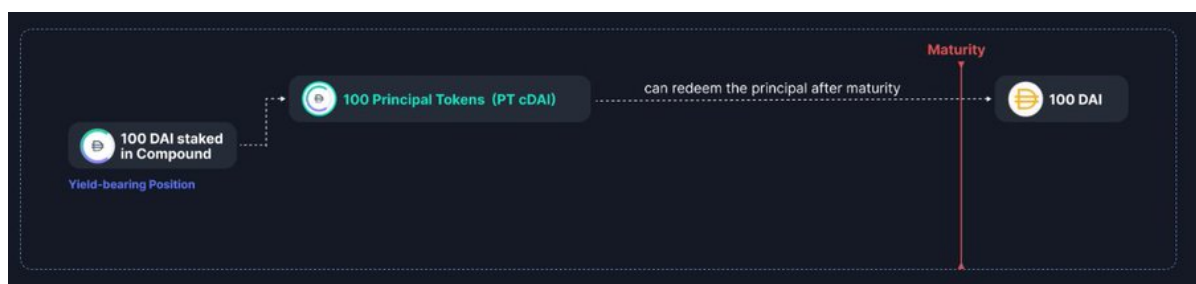 Maturity
100 Principal Tokens (PT cDAI)
can redeem the principal after maturity
100 DAI
100 DAI staked
in Compound
Yield-bearing Position